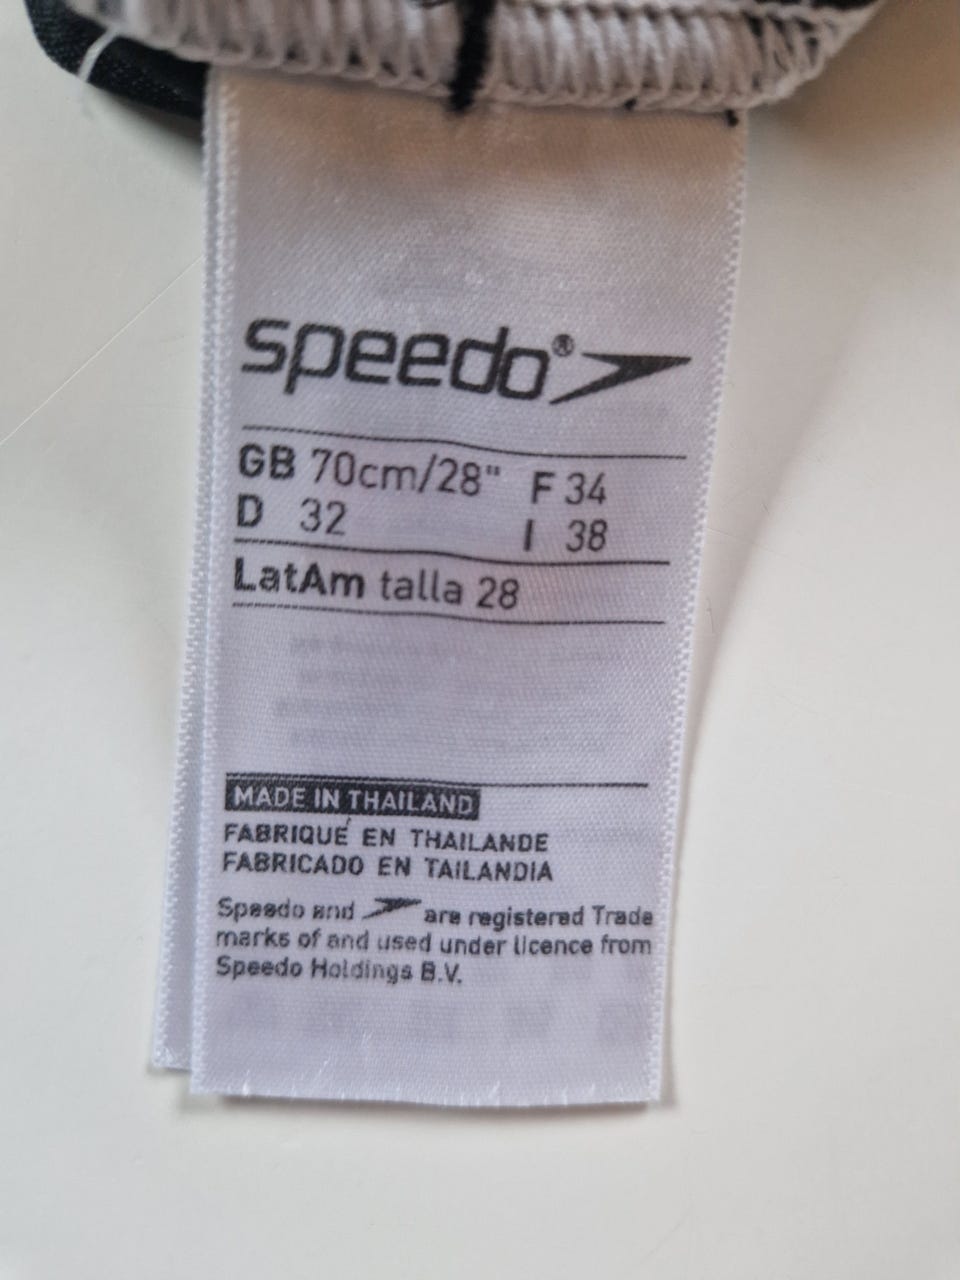 speedo®
GB 70cm/28" F 34
D 32 I 38
LatAm talla 28
MADE IN THAILAND
FABRIQUÉ EN THAILANDE
FABRICADO EN TAILANDIA
Speedo and are registered Trade
marks of and used under licence from
Speedo Holdings B.V.